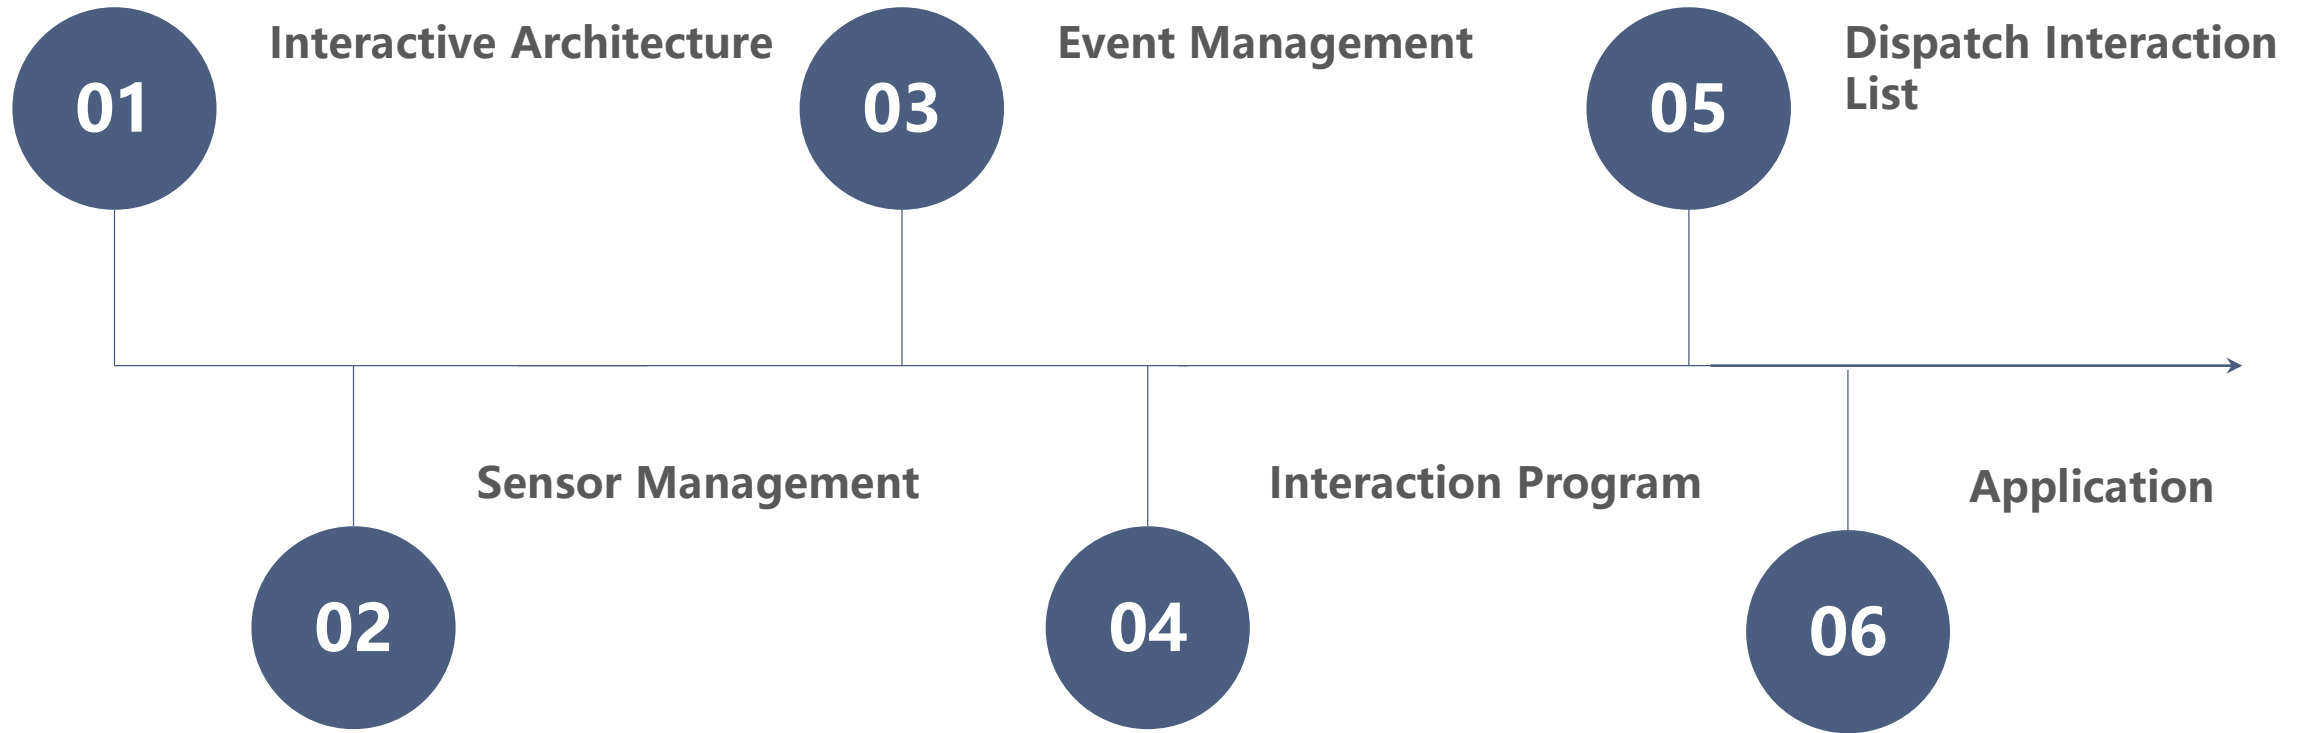 01
Interactive Architecture
02
Sensor Management
03
Event Management
04
Interaction Program
05
Dispatch Interaction
List
06
Application